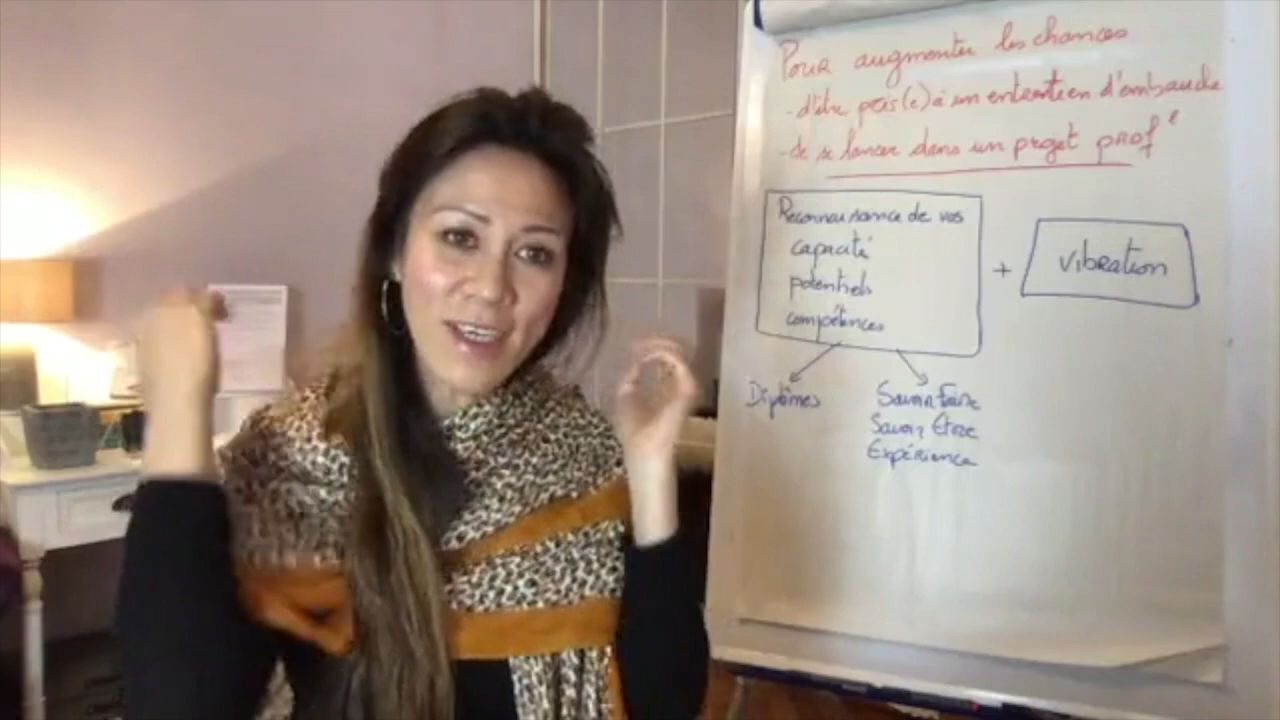 Pour augmenter les chances
- d'être pris(e) à un entretien d'embauche
- de se lancer dans un projet prof^l
Reconnaissance de vos
capacité
potentiels
compétences
+
vibration
Diplômes
Savoir Faire
Savoir Être
Expérience